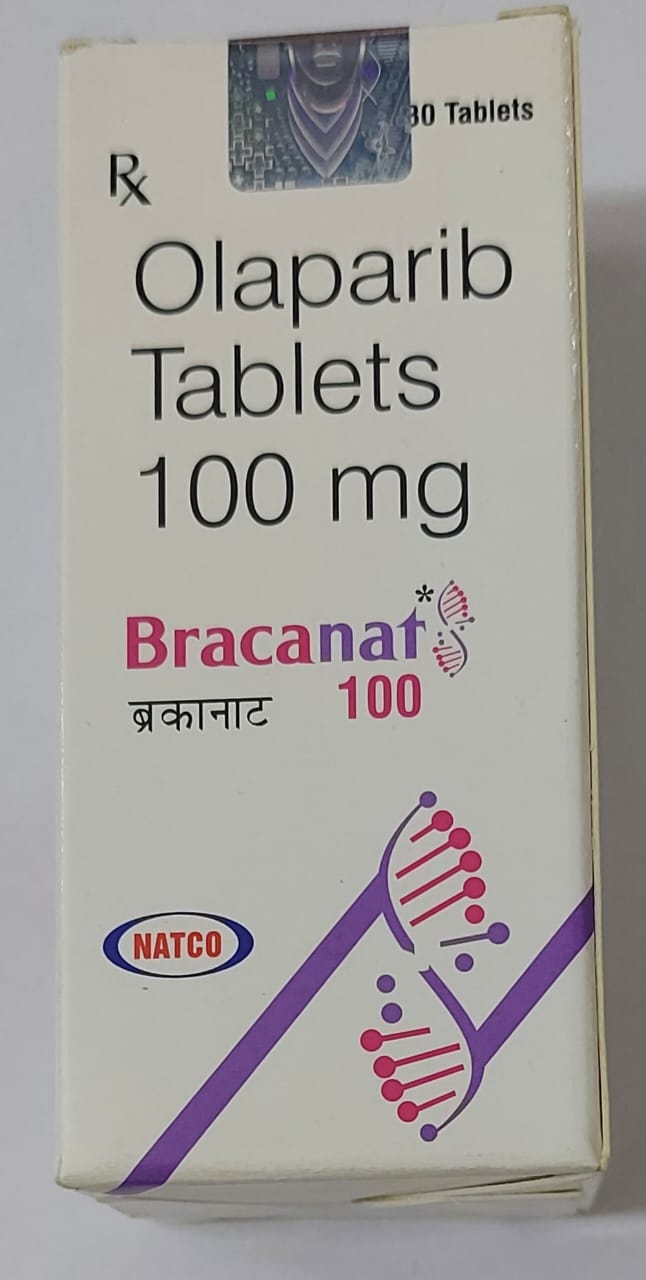 30 Tablets
Rx
Olaparib
Tablets
100 mg
Bracanat*
ब्रकानाट 100
NATCO